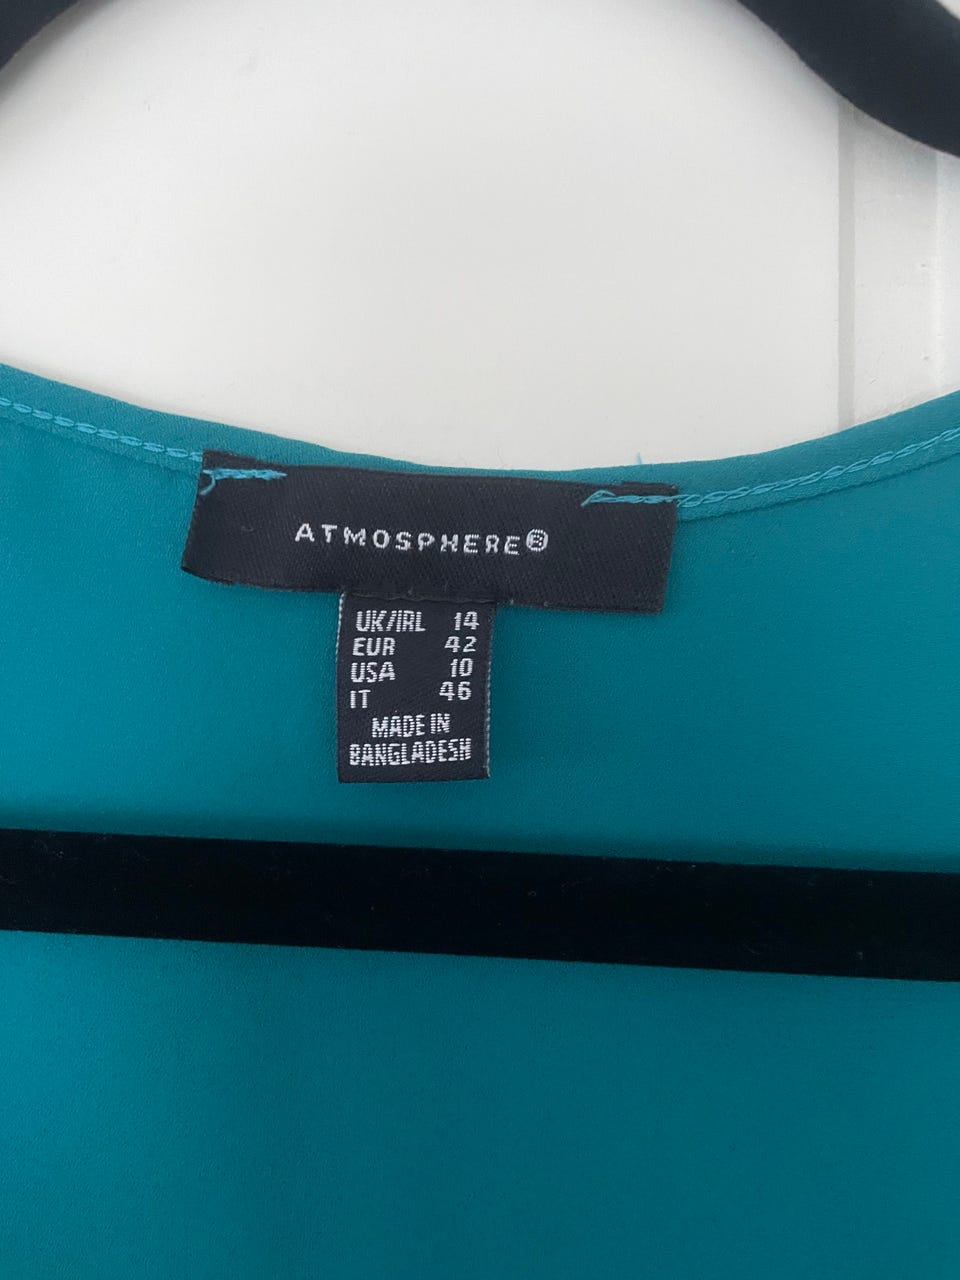 ATMOSPHERE®
UK/IRL 14
EUR 42
USA 10
IT 46
MADE IN
BANGLADESH